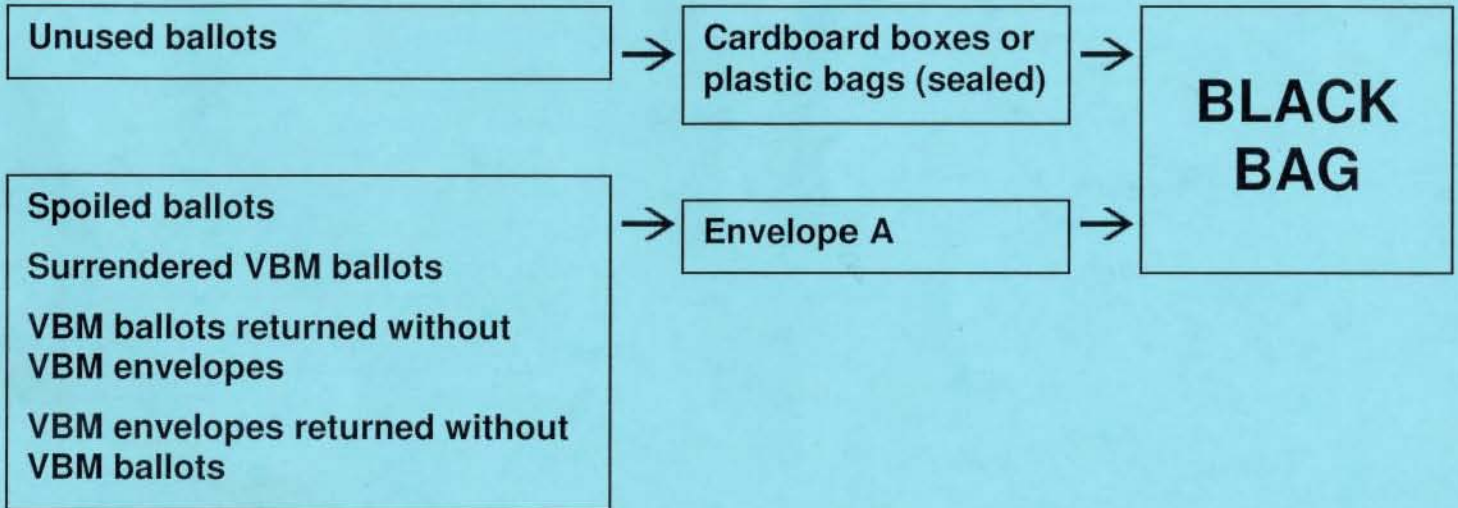 Unused ballots
Cardboard boxes or
plastic bags (sealed)
BLACK
BAG
Spoiled ballots
Surrendered VBM ballots
VBM ballots returned without
VBM envelopes
VBM envelopes returned without
VBM ballots
Envelope A